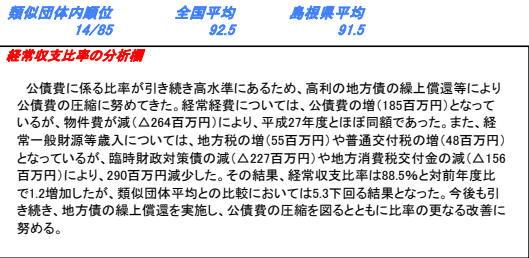 類似団体内順位 全国平均 島根県平均
14/85 92.5 91.5
経常収支比率の分析欄
公債費に係る比率が引き続き高水準にあるため、高利の地方債の繰上償還等により
公債費の圧縮に努めてきた。経常経費については、公債費の増(185百万円)となって
いるが、物件費が減(△264百万円)により、平成27年度とほぼ同額であった。また、経
常一般財源等歳入については、地方税の増(55百万円)や普通交付税の増(48百万円)
となっているが、臨時財政対策債の減(△227百万円)や地方消費税交付金の減(△156
百万円)により、290百万円減少した。その結果、経常収支比率は88.5%と対前年度比
で1.2増加したが、類似団体平均との比較においては5.3下回る結果となった。今後も引
き続き、地方債の繰上償還を実施し、公債費の圧縮を図るとともに比率の更なる改善に
努める。